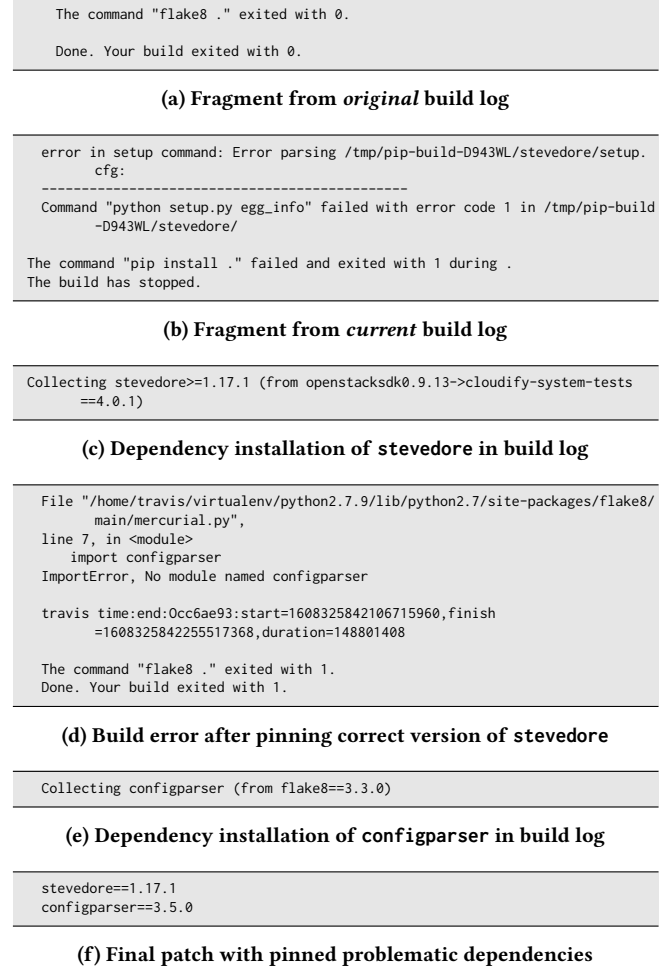 The command "flake8 ." exited with 0.
Done. Your build exited with 0.
(a) Fragment from original build log
error in setup command: Error parsing /tmp/pip-build-D943WL/stevedore/setup.
cfg:
----------------------------------------------
Command "python setup.py egg_info" failed with error code 1 in /tmp/pip-build
-D943WL/stevedore/
The command "pip install ." failed and exited with 1 during .
The build has stopped.
(b) Fragment from current build log
Collecting stevedore>=1.17.1 (from openstacksdk0.9.13->cloudify-system-tests
==4.0.1)
(c) Dependency installation of stevedore in build log
File "/home/travis/virtualenv/python2.7.9/lib/python2.7/site-packages/flake8/
main/mercurial.py",
line 7, in <module>
import configparser
ImportError, No module named configparser
travis time:end:0cc6ae93:start=1608325842106715960,finish
=1608325842255517368,duration=148801408
The command "flake8 ." exited with 1.
Done. Your build exited with 1.
(d) Build error after pinning correct version of stevedore
Collecting configparser (from flake8==3.3.0)
(e) Dependency installation of configparser in build log
stevedore==1.17.1
configparser==3.5.0
(f) Final patch with pinned problematic dependencies